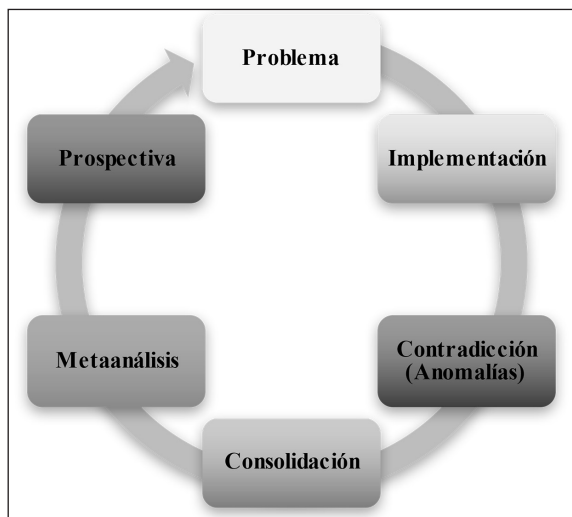 Problema
Implementación
Contradicción
(Anomalías)
Consolidación
Metaanálisis
Prospectiva